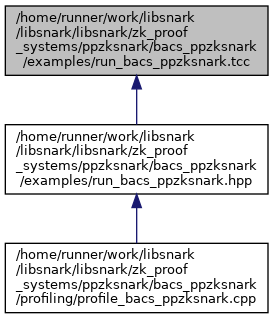 /home/runner/work/libsnark
/libsnark/libsnark/zk_proof
_systems/ppzksnark/bacs_ppzksnark
/examples/run_bacs_ppzksnark.tcc
/home/runner/work/libsnark
/libsnark/libsnark/zk_proof
_systems/ppzksnark/bacs_ppzksnark
/examples/run_bacs_ppzksnark.hpp
/home/runner/work/libsnark
/libsnark/libsnark/zk_proof
_systems/ppzksnark/bacs_ppzksnark
/profiling/profile_bacs_ppzksnark.cpp